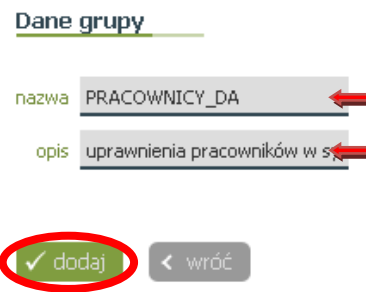 Dane grupy
nazwa PRACOWNICY_DA
opis uprawnienia pracowników w
dodaj wróć